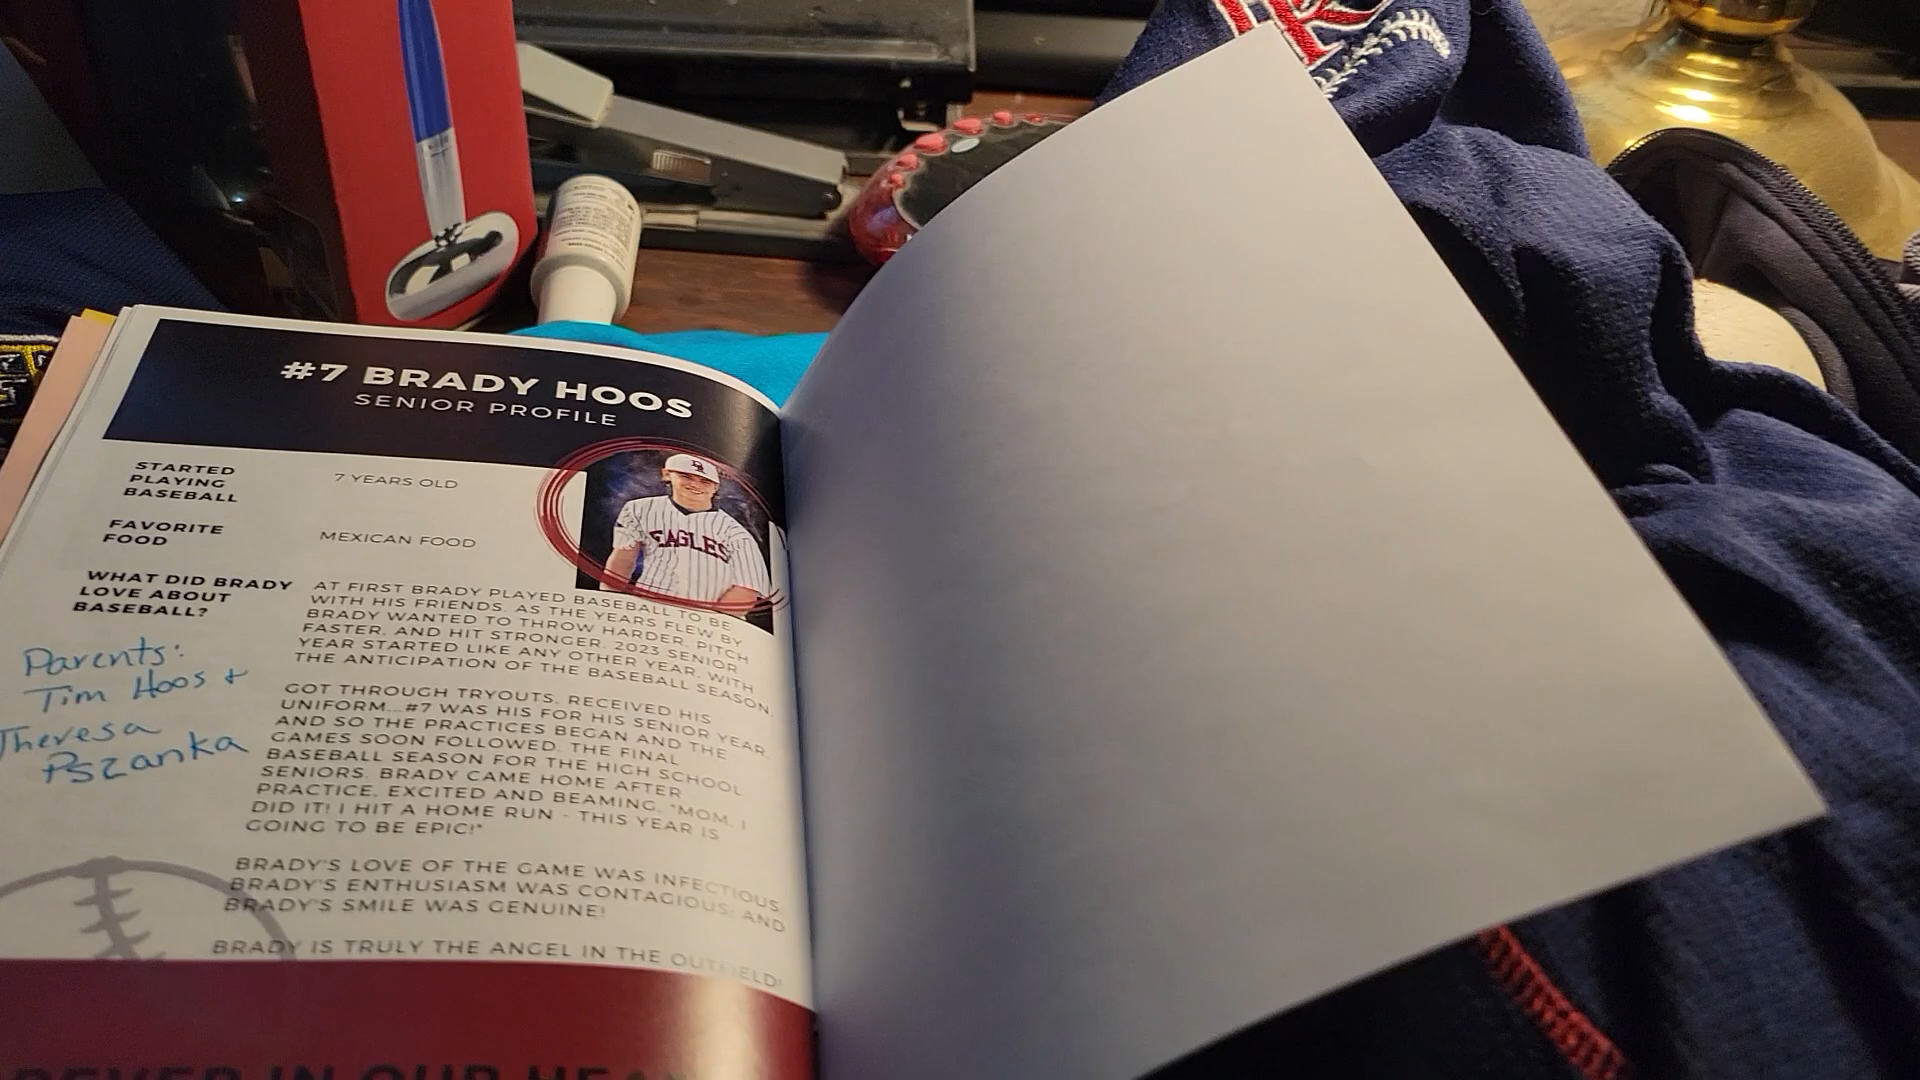 #7 BRADY HOOS
SENIOR PROFILE
STARTED
PLAYING
BASEBALL
7 YEARS OLD
FAVORITE
FOOD
MEXICAN FOOD
WHAT DID BRADY
LOVE ABOUT
BASEBALL?
AT FIRST BRADY PLAYED BASEBALL TO BE
WITH HIS FRIENDS. AS THE YEARS FLEW BY
BRADY WANTED TO THROW HARDER, PITCH
FASTER, AND HIT STRONGER. 2023 SENIOR
YEAR STARTED LIKE ANY OTHER YEAR, WITH
THE ANTICIPATION OF THE BASEBALL SEASON.
GOT THROUGH TRYOUTS, RECEIVED HIS
UNIFORM...#7 WAS HIS FOR HIS SENIOR YEAR.
AND SO THE PRACTICES BEGAN AND THE
GAMES SOON FOLLOWED. THE FINAL
BASEBALL SEASON FOR THE HIGH SCHOOL
SENIORS. BRADY CAME HOME AFTER
PRACTICE, EXCITED AND BEAMING, "MOM, I
DID IT! I HIT A HOME RUN - THIS YEAR IS
GOING TO BE EPIC!"
BRADY'S LOVE OF THE GAME WAS INFECTIOUS;
BRADY'S ENTHUSIASM WAS CONTAGIOUS; AND
BRADY'S SMILE WAS GENUINE!
BRADY IS TRULY THE ANGEL IN THE OUTFIELD!
Parents:
Tim Hoos +
Theresa
Pszanka
EAGLES
IN OUR